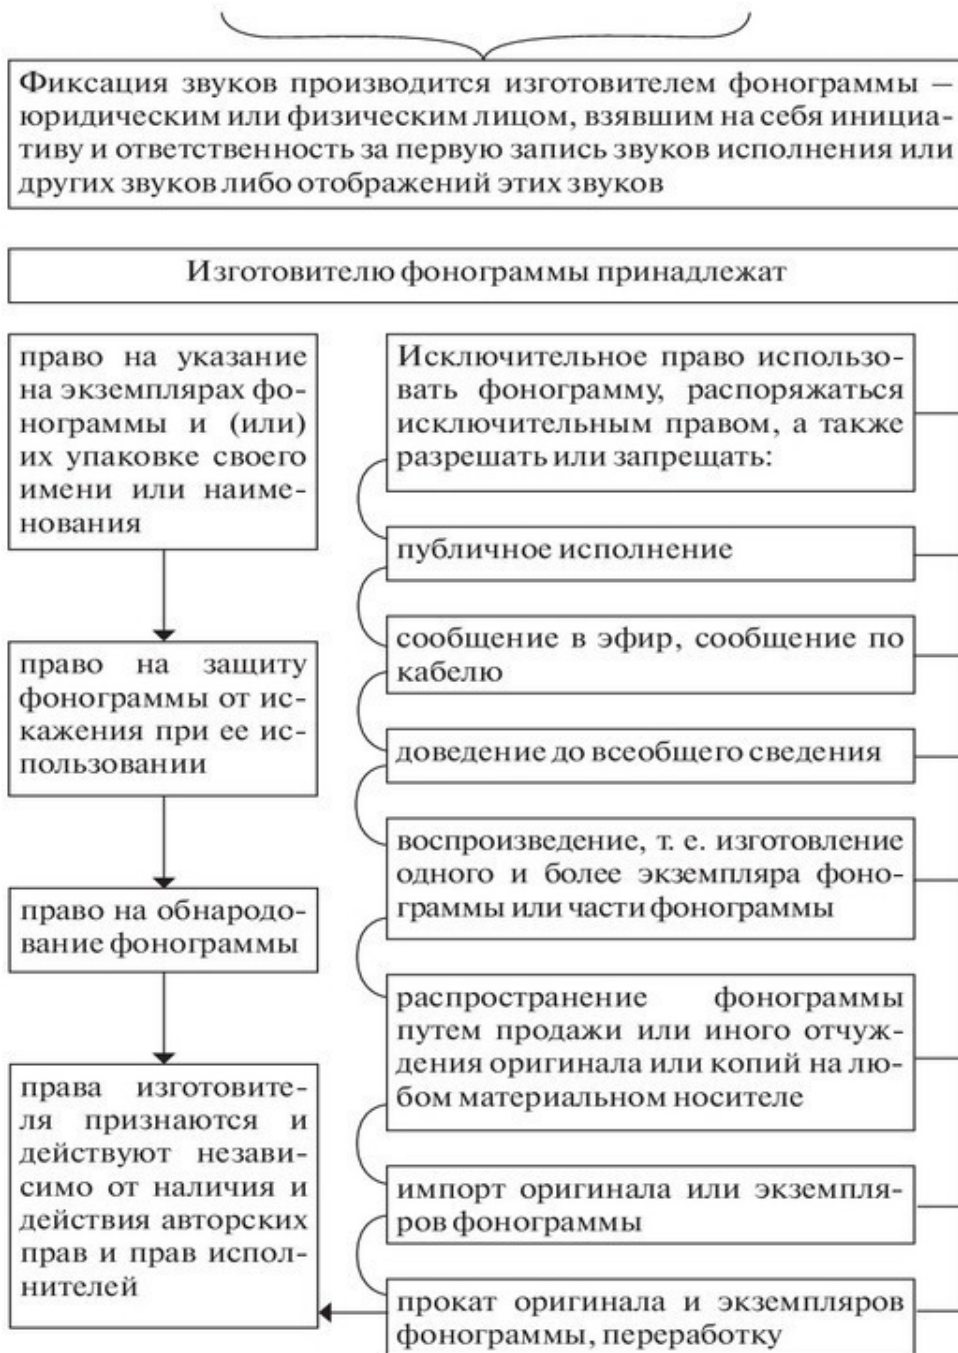 Фиксация звуков производится изготовителем фонограммы —
юридическим или физическим лицом, взявшим на себя инициа-
тиву и ответственность за первую запись звуков исполнения или
других звуков либо отображений этих звуков
Изготовителю фонограммы принадлежат
право на указание
на экземплярах фо-
нограммы и (или)
их упаковке своего
имени или наиме-
нования
право на защиту
фонограммы от ис-
кажения при ее ис-
пользовании
право на обнародо-
вание фонограммы
права изготовите-
ля признаются и
действуют незави-
симо от наличия и
действия авторских
прав и прав испол-
нителей
Исключительное право использо-
вать фонограмму, распоряжаться
исключительным правом, а также
разрешать или запрещать:
публичное исполнение
сообщение в эфир, сообщение по
кабелю
доведение до всеобщего сведения
воспроизведение, т. е. изготовление
одного и более экземпляра фоно-
граммы или части фонограммы
распространение фонограммы
путем продажи или иного отчуж-
дения оригинала или копий на лю-
бом материальном носителе
импорт оригинала или экземпля-
ров фонограммы
прокат оригинала и экземпляров
фонограммы, переработку